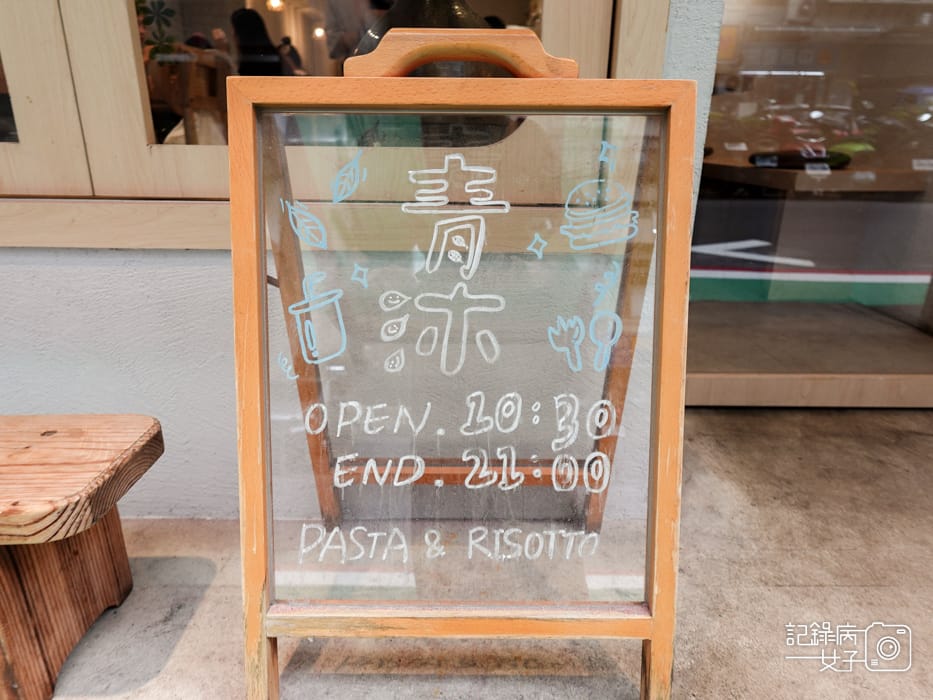 青
沐
OPEN. 10:30
END. 21:00
PASTA & RISOTTO
記錄病
女子